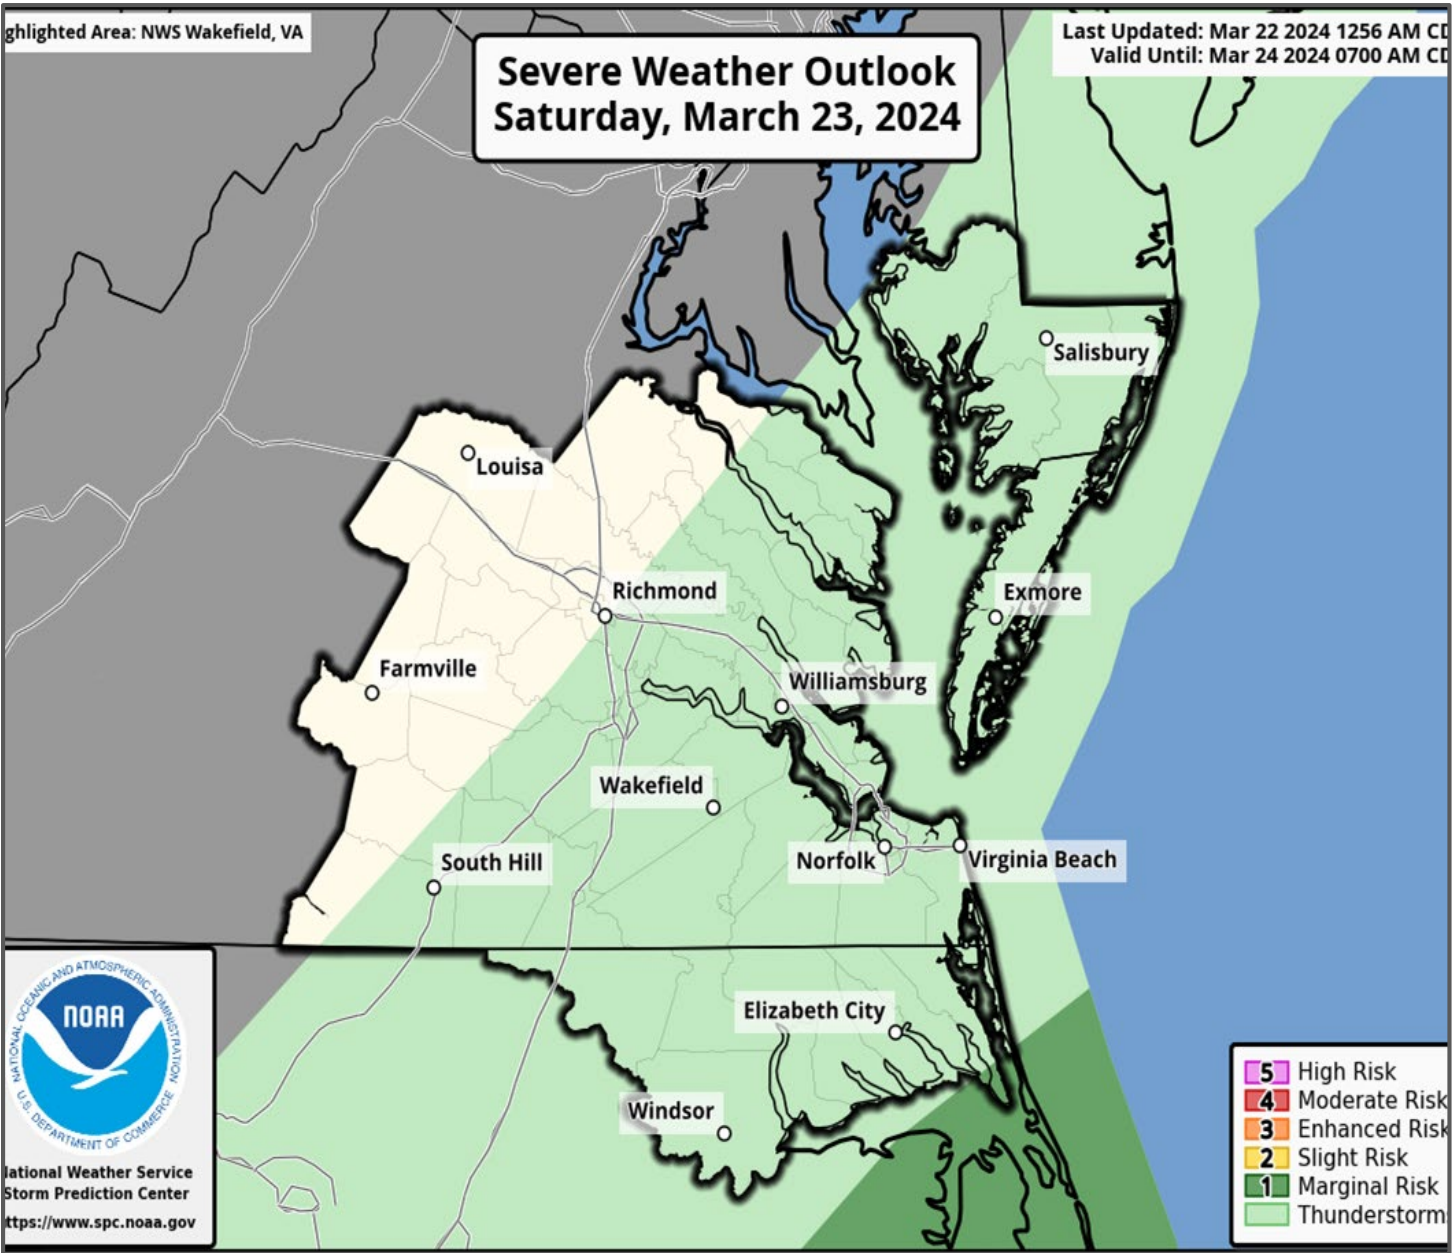 ghlighted Area: NWS Wakefield, VA
Severe Weather Outlook
Saturday, March 23, 2024
Last Updated: Mar 22 2024 1256 AM CD
Valid Until: Mar 24 2024 0700 AM CD
Salisbury
Louisa
Richmond
Exmore
Farmville
Williamsburg
Wakefield
South Hill
Norfolk
Virginia Beach
Elizabeth City
Windsor
NATIONAL OCEANIC AND ATMOSPHERIC ADMINISTRATION
NOAA
U.S. DEPARTMENT OF COMMERCE
National Weather Service
Storm Prediction Center
ttps://www.spc.noaa.gov
5 High Risk
4 Moderate Risk
3 Enhanced Risk
2 Slight Risk
1 Marginal Risk
Thunderstorms